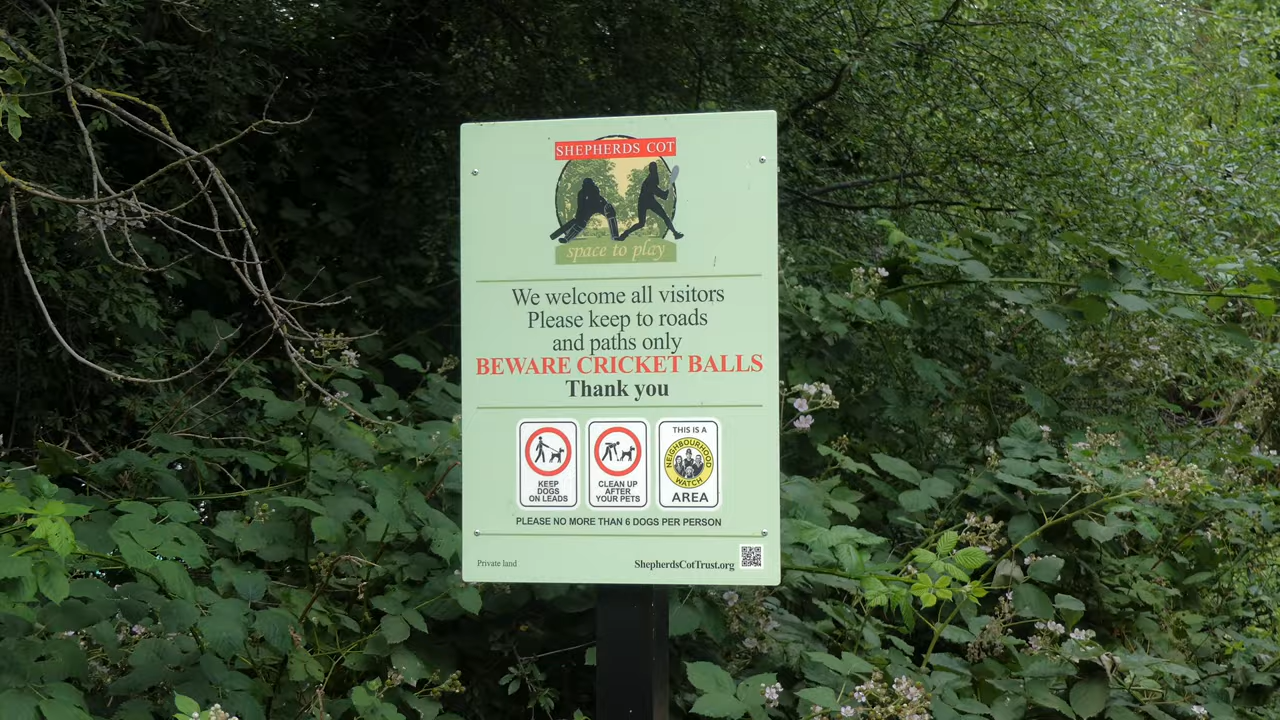 SHEPHERDS COT
space to play
We welcome all visitors
Please keep to roads
and paths only
BEWARE CRICKET BALLS
Thank you
KEEP
DOGS
ON LEADS
CLEAN UP
AFTER
YOUR PETS
THIS IS A
NEIGHBOURHOOD
WATCH
AREA
PLEASE NO MORE THAN 6 DOGS PER PERSON
Private land
ShepherdsCotTrust.org